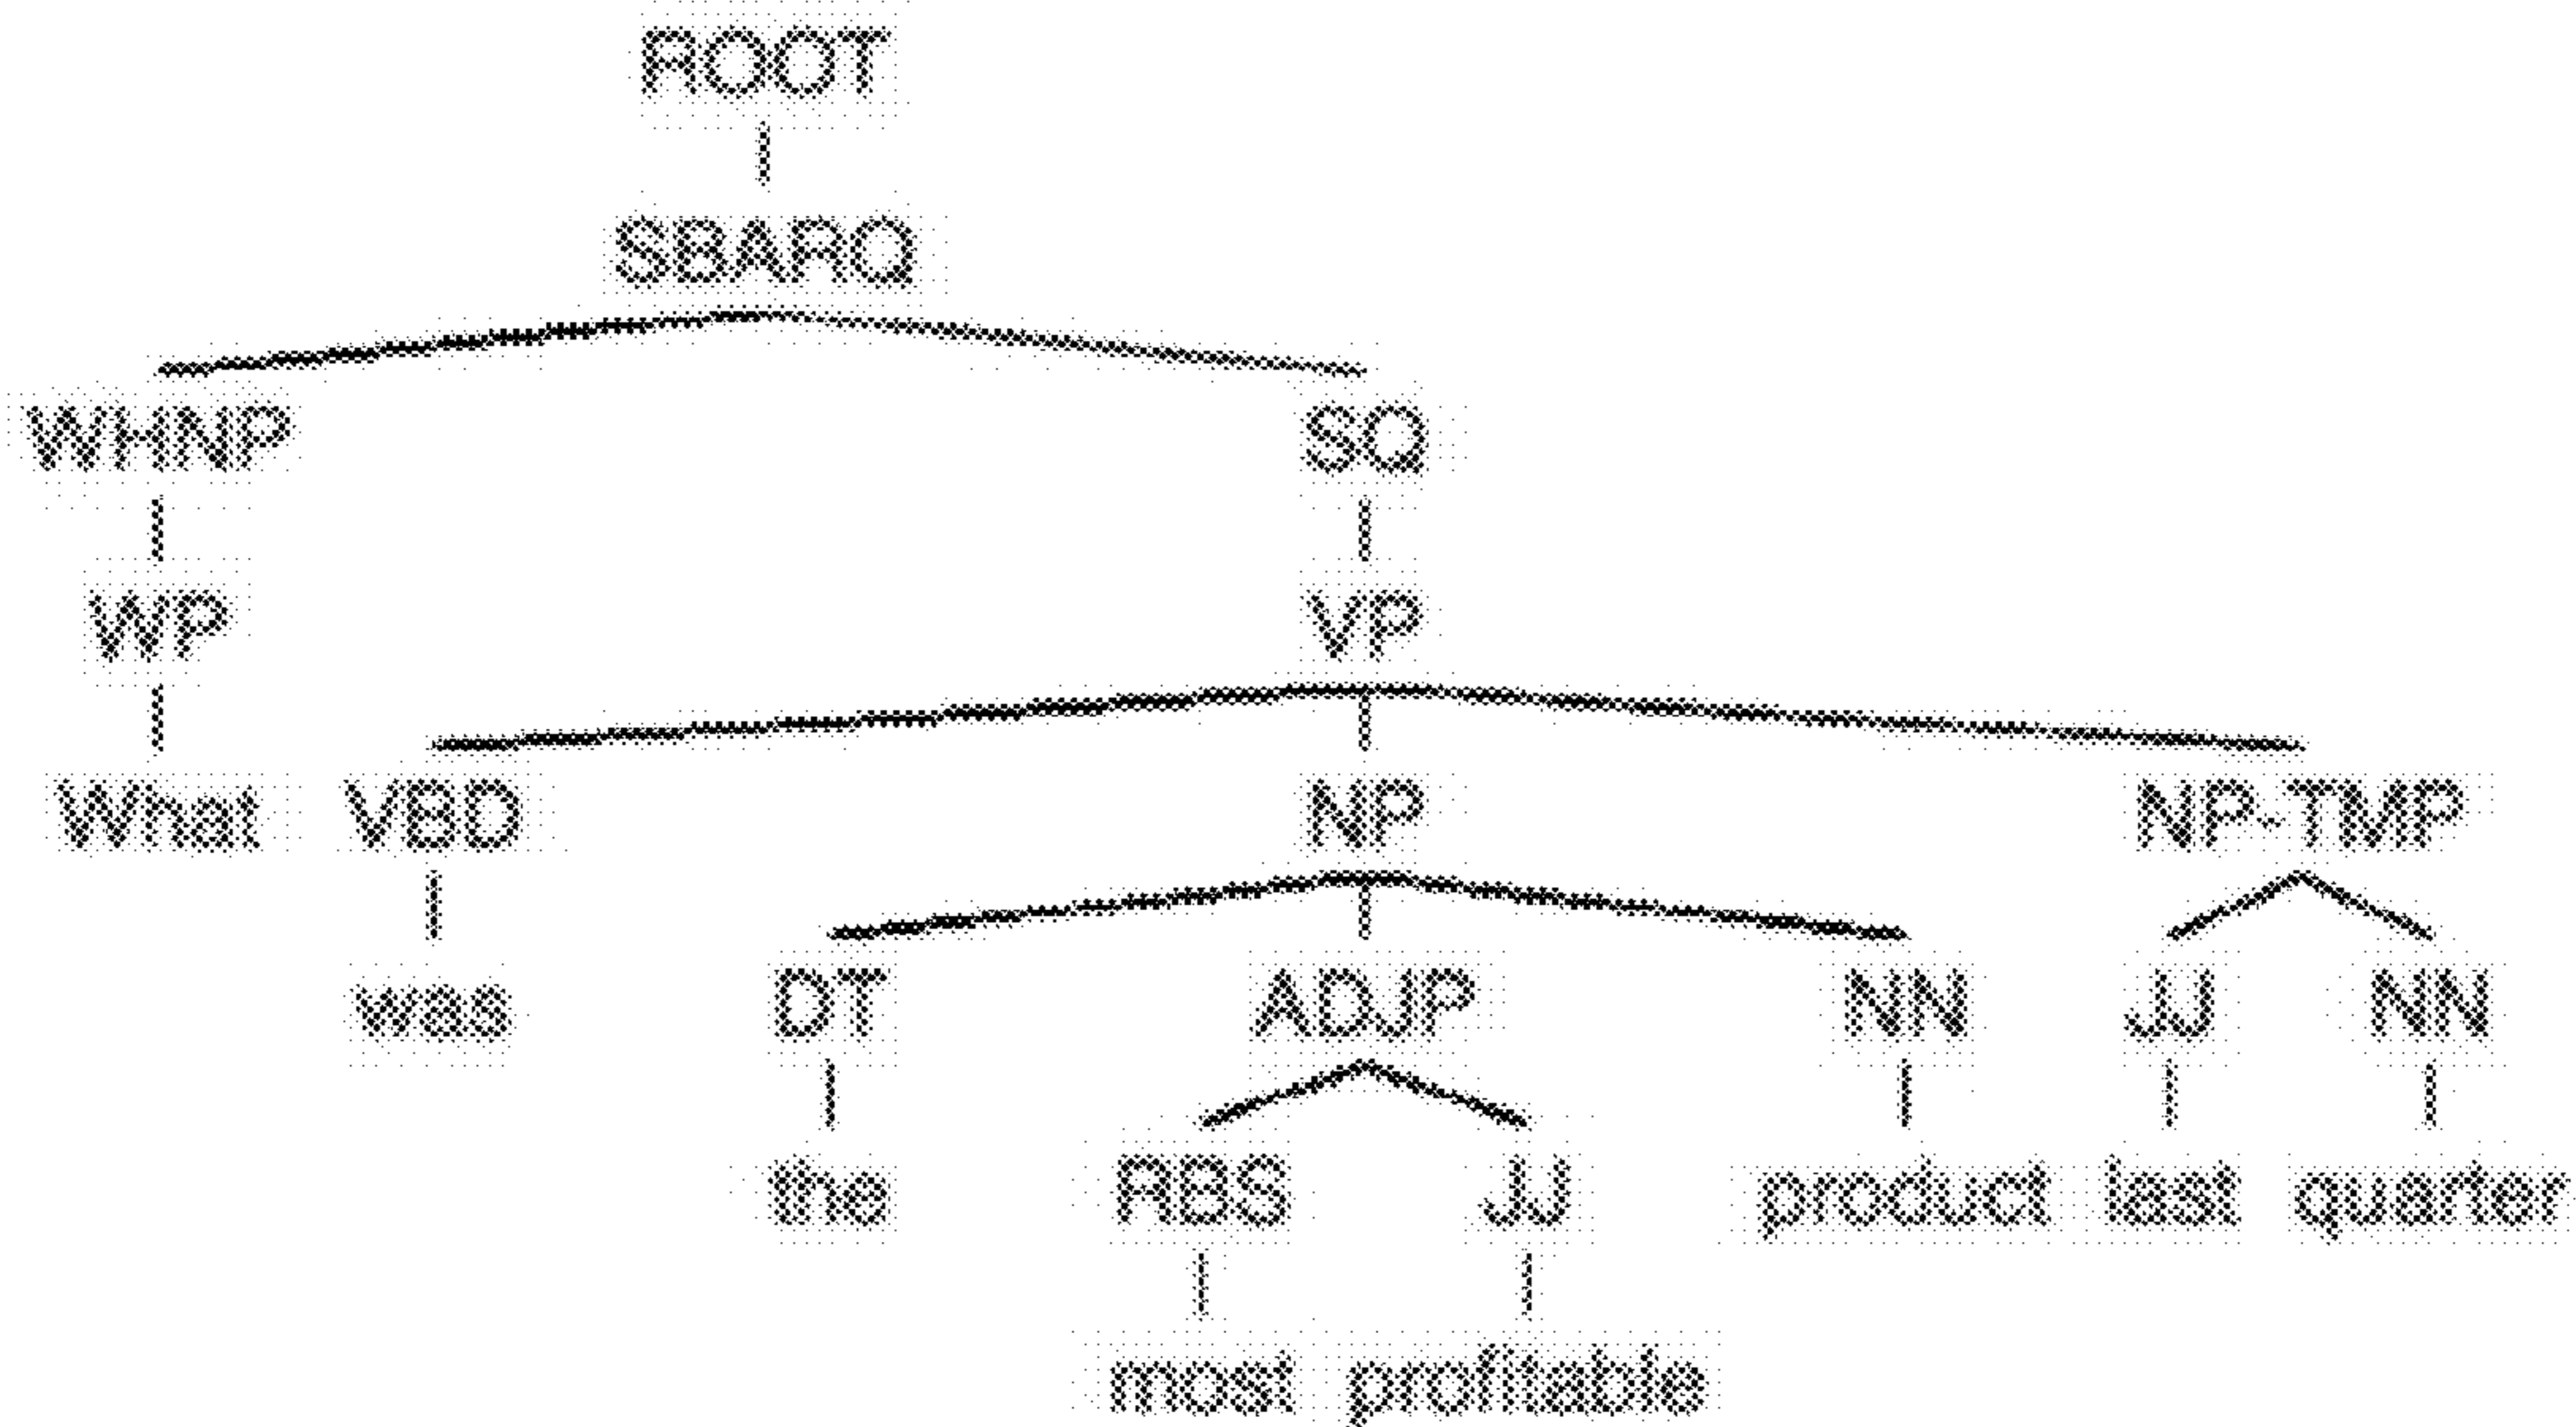 ROOT
SBARQ
WHNP SQ
WP VP
What VBD NP NP-TMP
was DT ADJP NN JJ NN
the RBS JJ product last quarter
most profitable